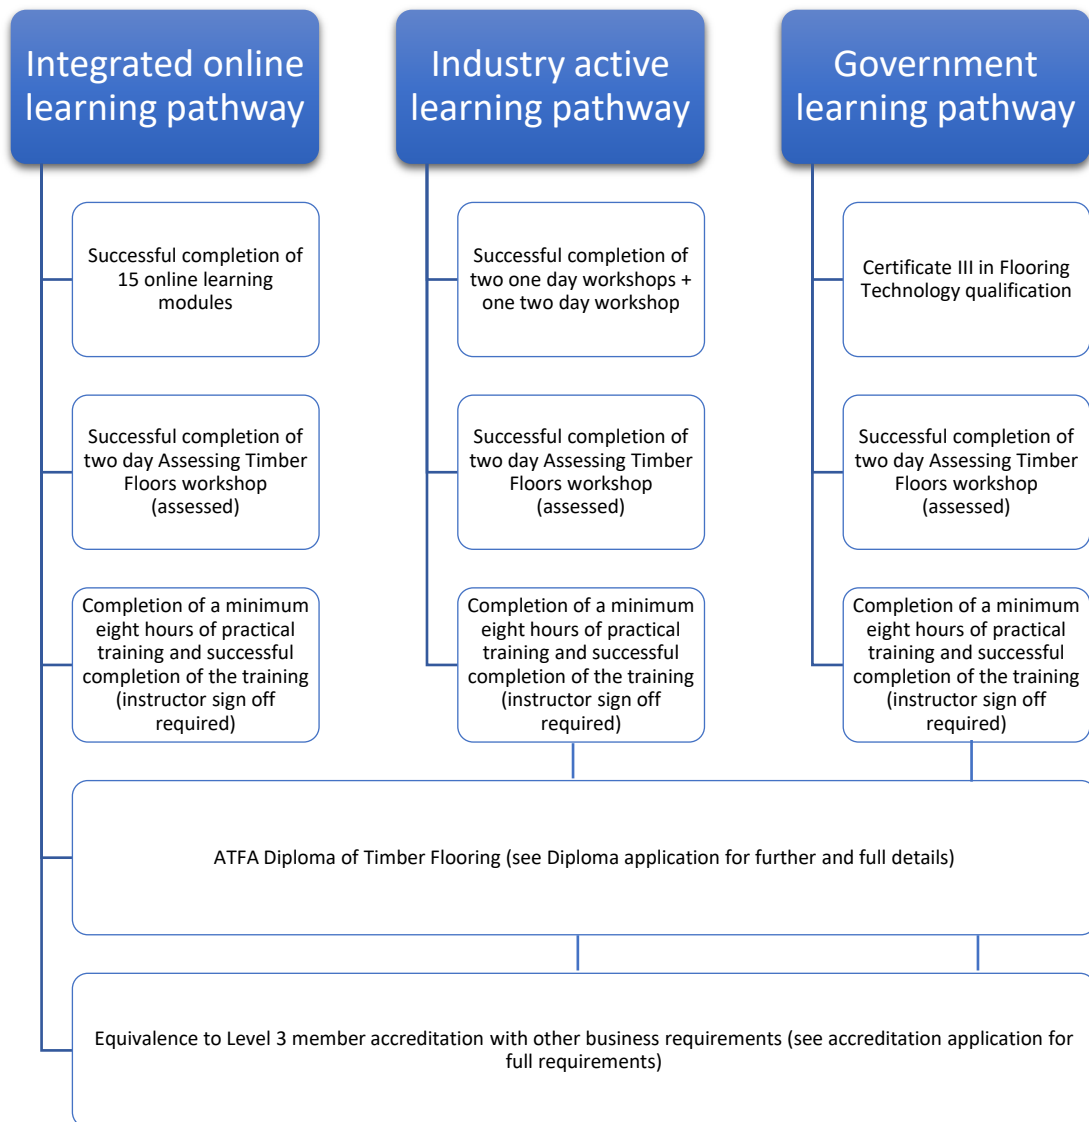 Integrated online
learning pathway
Successful completion of
15 online learning
modules
Successful completion of
two day Assessing Timber
Floors workshop
(assessed)
Completion of a minimum
eight hours of practical
training and successful
completion of the training
(instructor sign off
required)
Industry active
learning pathway
Successful completion of
two one day workshops +
one two day workshop
Successful completion of
two day Assessing Timber
Floors workshop
(assessed)
Completion of a minimum
eight hours of practical
training and successful
completion of the training
(instructor sign off
required)
Government
learning pathway
Certificate III in Flooring
Technology qualification
Successful completion of
two day Assessing Timber
Floors workshop
(assessed)
Completion of a minimum
eight hours of practical
training and successful
completion of the training
(instructor sign off
required)
ATFA Diploma of Timber Flooring (see Diploma application for further and full details)
Equivalence to Level 3 member accreditation with other business requirements (see accreditation application for
full requirements)